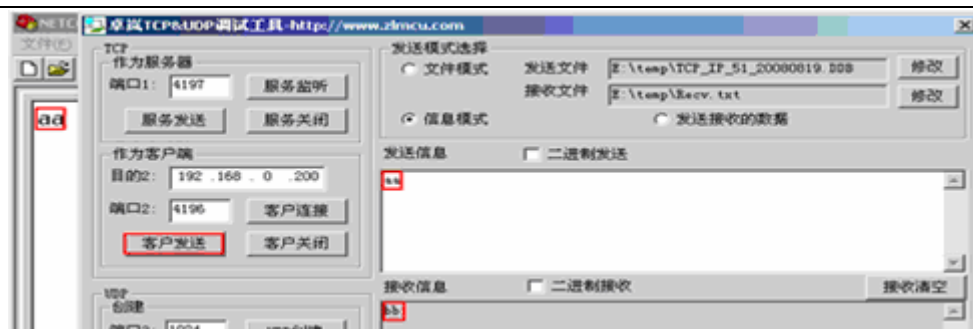 NETC
卓岚TCP&UDP调试工具-http://www.zlmcu.com
文件(F)
aa
TCP
作为服务器
端口1: 4197 服务监听
服务发送 服务关闭
作为客户端
目的2: 192 .168 . 0 .200
端口2: 4196 客户连接
客户发送 客户关闭
UDP
创建
发送模式选择
文件模式 发送文件 E:\temp\TCP_IP_51_20080819.DDB 修改
接收文件 E:\temp\Recv.txt 修改
信息模式 发送接收的数据
发送信息 二进制发送
aa
接收信息 二进制接收 接收清空
bb